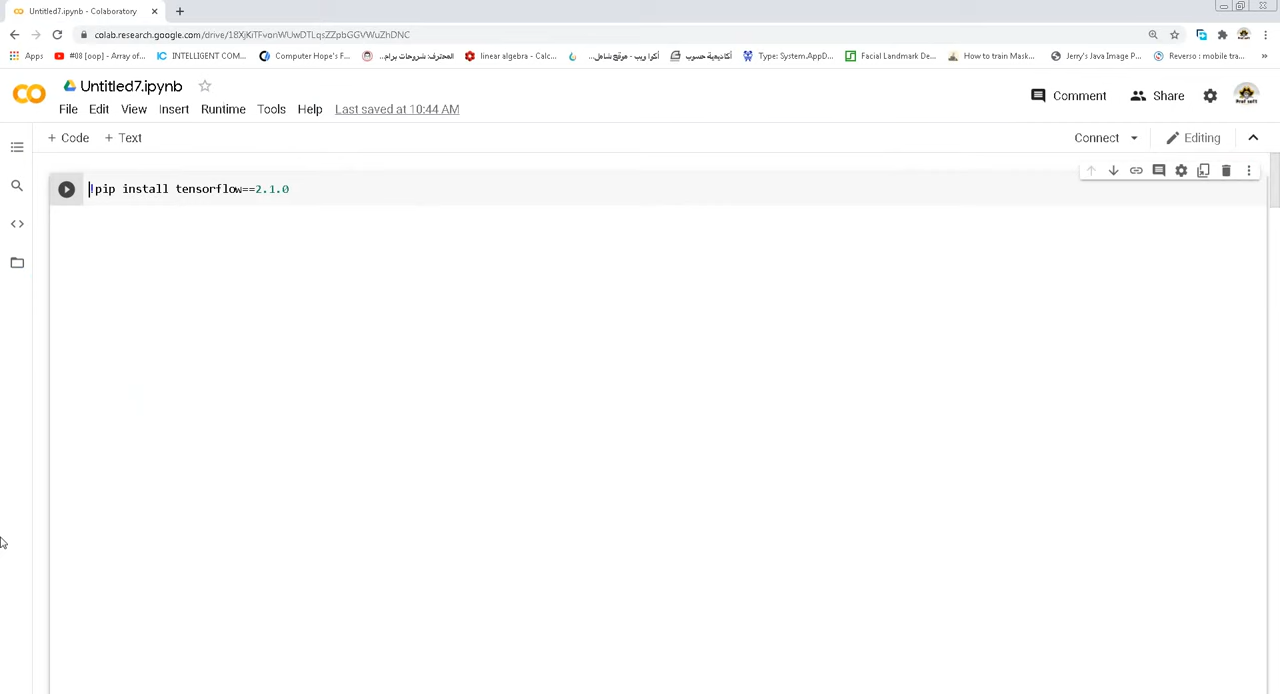 Untitled7.ipynb - Colaboratory
colab.research.google.com/drive/18XjKiTFvonWUwDTLqsZZpbGGVWuZhDNC
Apps
#08 [oop] - Array of...
INTELLIGENT COM...
Computer Hope's F...
المحترف: شروحات برام...
linear algebra - Calc...
أكرا ويب - موقع شامل...
أكاديمية حسوب
Type: System.AppD...
Facial Landmark De...
How to train Mask...
Jerry's Java Image P...
Reverso : mobile tra...
»
Untitled7.ipynb
File Edit View Insert Runtime Tools Help Last saved at 10:44 AM
Comment
Share
+ Code + Text
Connect
Editing
!pip install tensorflow==2.1.0